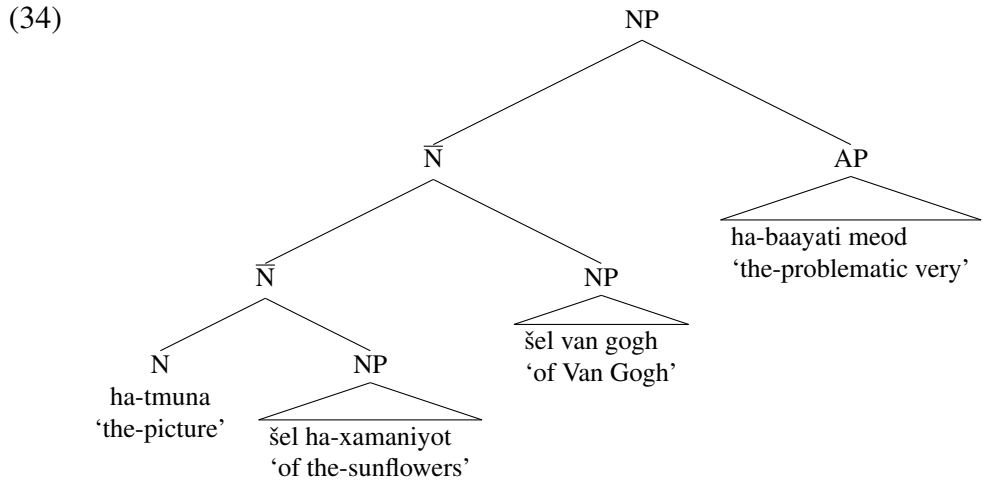 (34)
NP
N̅
AP
ha-baayati meod
‘the-problematic very’
N̅
NP
šel van gogh
‘of Van Gogh’
N
NP
ha-tmuna
‘the-picture’
šel ha-xamaniyot
‘of the-sunflowers’